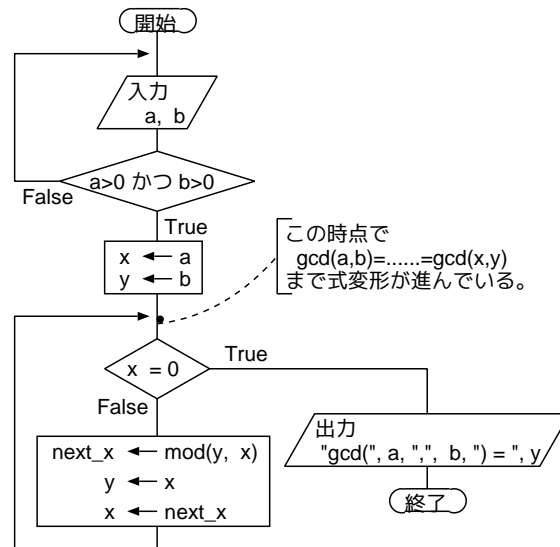 開始
入力
a, b
a>0 かつ b>0
False
True
x ← a
y ← b
この時点で
gcd(a,b)=......=gcd(x,y)
まで式変形が進んでいる。
x = 0
True
False
next_x ← mod(y, x)
y ← x
x ← next_x
出力
"gcd(", a, ",", b, ") = ", y
終了